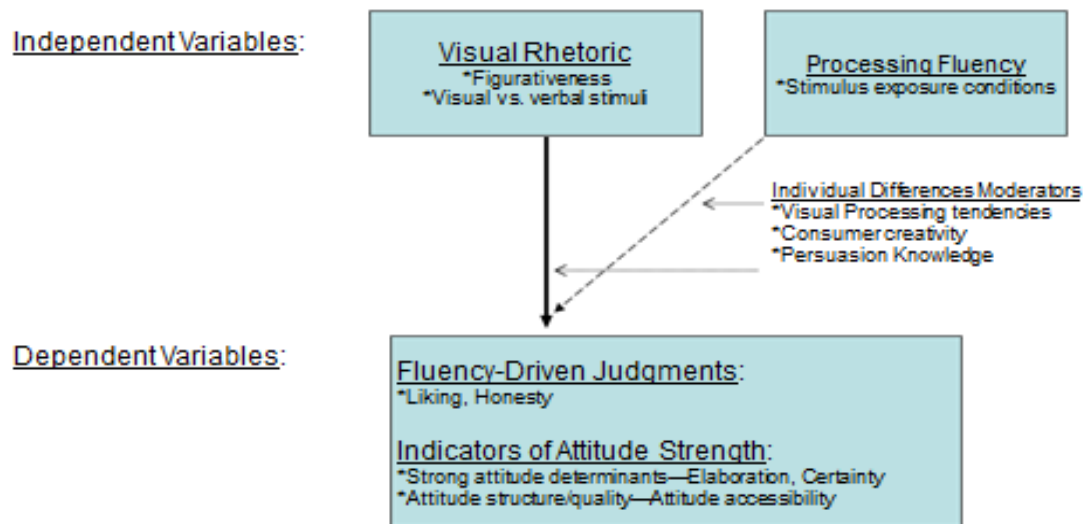 Independent Variables:
Visual Rhetoric
*Figurativeness
*Visual vs. verbal stimuli
Processing Fluency
*Stimulus exposure conditions
Individual Differences Moderators
*Visual Processing tendencies
*Consumer creativity
*Persuasion Knowledge
Dependent Variables:
Fluency-Driven Judgments:
*Liking, Honesty
Indicators of Attitude Strength:
*Strong attitude determinants—Elaboration, Certainty
*Attitude structure/quality—Attitude accessibility